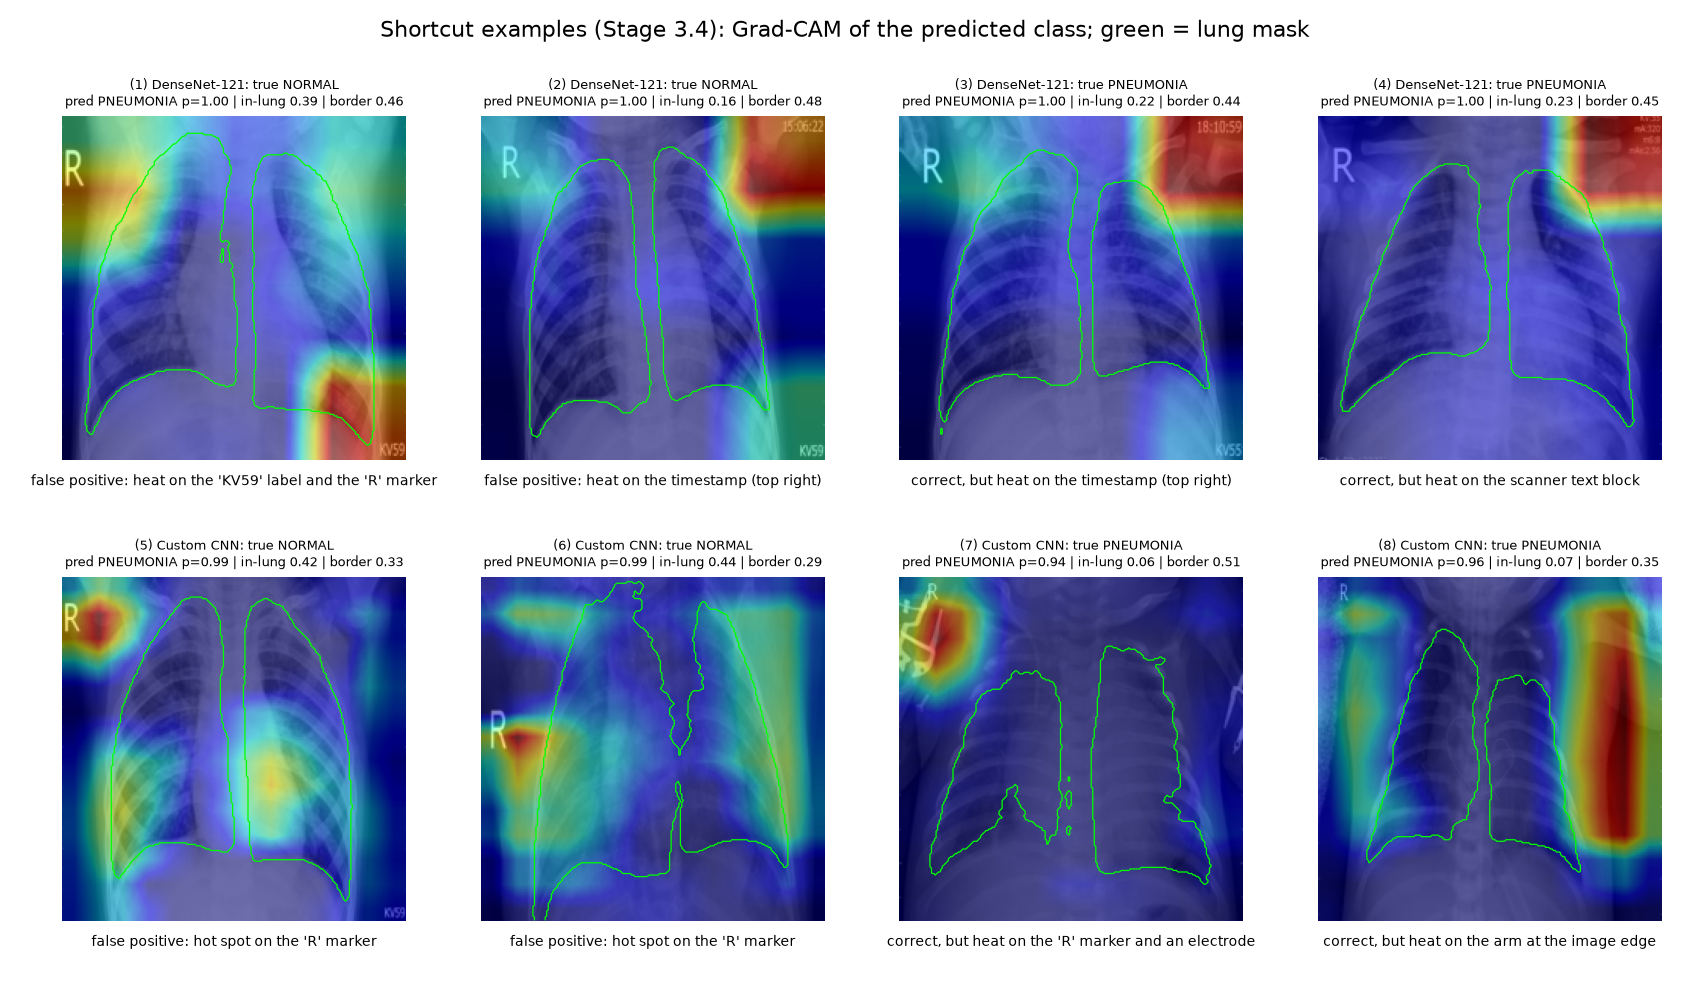 Shortcut examples (Stage 3.4): Grad-CAM of the predicted class; green = lung mask
(1) DenseNet-121: true NORMAL
pred PNEUMONIA p=1.00 | in-lung 0.39 | border 0.46
R
KV59
false positive: heat on the 'KV59' label and the 'R' marker
(2) DenseNet-121: true NORMAL
pred PNEUMONIA p=1.00 | in-lung 0.16 | border 0.48
15:06:22
R
KV59
false positive: heat on the timestamp (top right)
(3) DenseNet-121: true PNEUMONIA
pred PNEUMONIA p=1.00 | in-lung 0.22 | border 0.44
18:10:59
R
KV55
correct, but heat on the timestamp (top right)
(4) DenseNet-121: true PNEUMONIA
pred PNEUMONIA p=1.00 | in-lung 0.23 | border 0.45
mA:320
R
correct, but heat on the scanner text block
(5) Custom CNN: true NORMAL
pred PNEUMONIA p=0.99 | in-lung 0.42 | border 0.33
R
KV59
false positive: hot spot on the 'R' marker
(6) Custom CNN: true NORMAL
pred PNEUMONIA p=0.99 | in-lung 0.44 | border 0.29
R
false positive: hot spot on the 'R' marker
(7) Custom CNN: true PNEUMONIA
pred PNEUMONIA p=0.94 | in-lung 0.06 | border 0.51
R
correct, but heat on the 'R' marker and an electrode
(8) Custom CNN: true PNEUMONIA
pred PNEUMONIA p=0.96 | in-lung 0.07 | border 0.35
R
correct, but heat on the arm at the image edge